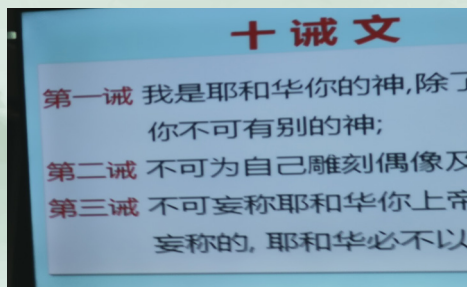 十诫文
第一诫 我是耶和华你的神,除了
你不可有别的神;
第二诫 不可为自己雕刻偶像及
第三诫 不可妄称耶和华你上帝
妄称的, 耶和华必不以